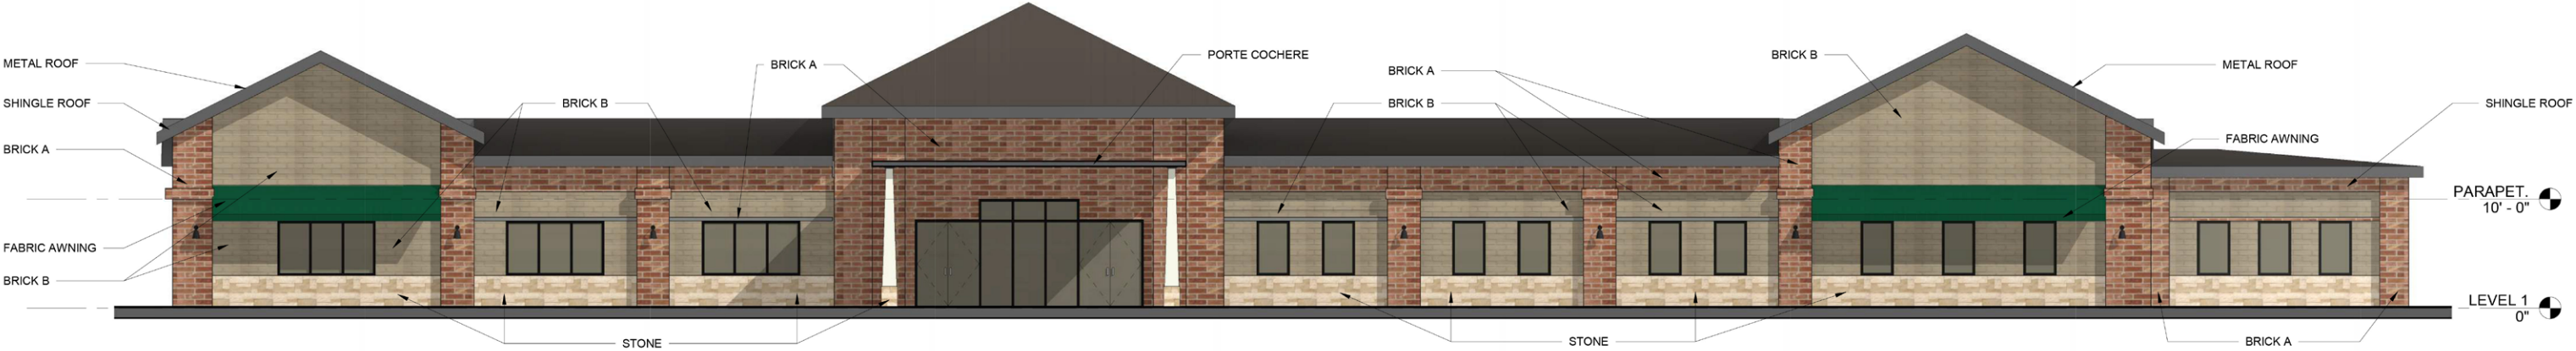 METAL ROOF
SHINGLE ROOF
BRICK A
FABRIC AWNING
BRICK B
BRICK B
BRICK A
PORTE COCHERE
STONE
BRICK A
BRICK B
BRICK B
METAL ROOF
SHINGLE ROOF
FABRIC AWNING
PARAPET.
10' - 0"
LEVEL 1
0"
STONE
BRICK A